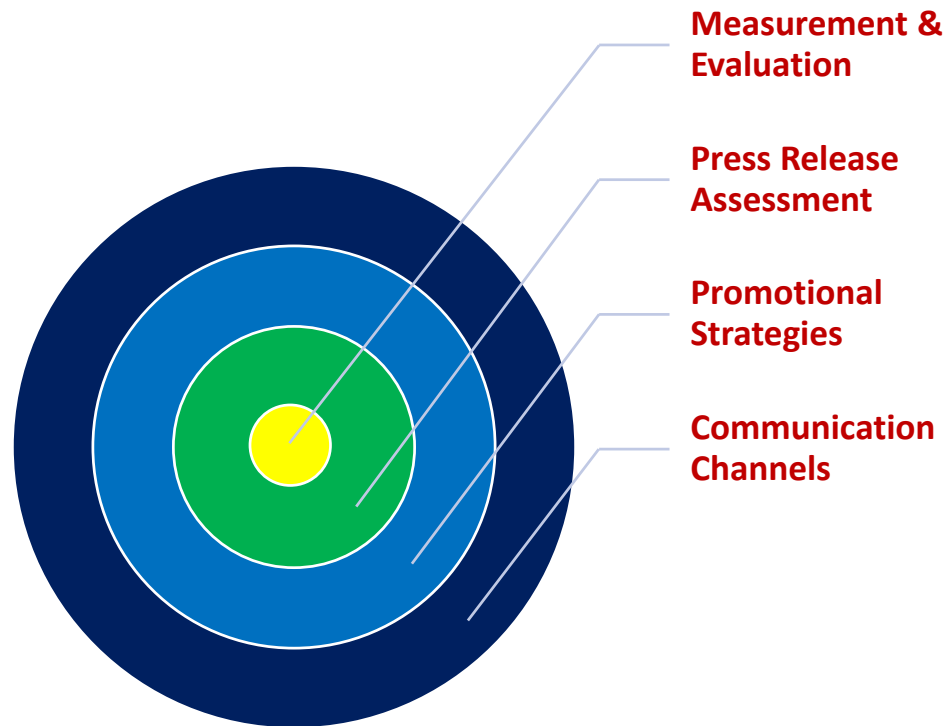 Measurement &
Evaluation
Press Release
Assessment
Promotional
Strategies
Communication
Channels